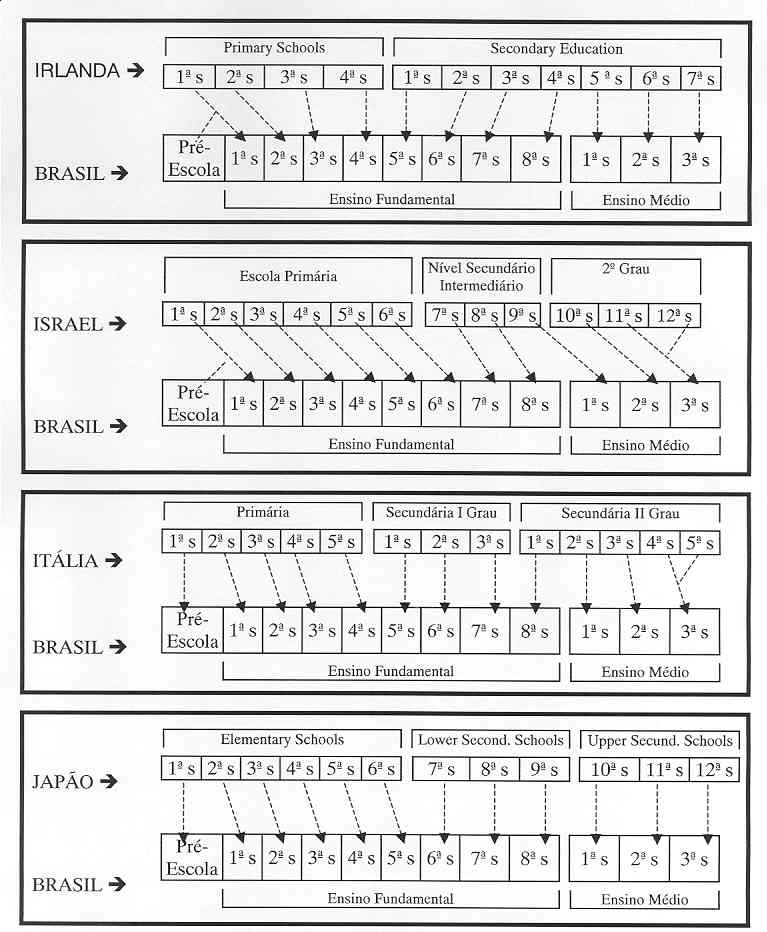 Primary Schools Secondary Education
IRLANDA ➔ 1ª s 2ª s 3ª s 4ª s 1ª s 2ª s 3ª s 4ª s 5ª s 6ª s 7ª s
Pré-
BRASIL ➔ Escola 1ª s 2ª s 3ª s 4ª s 5ª s 6ª s 7ª s 8ª s 1ª s 2ª s 3ª s
Ensino Fundamental Ensino Médio
Escola Primária Nível Secundário 2º Grau
Intermediário
ISRAEL ➔ 1ª s 2ª s 3ª s 4ª s 5ª s 6ª s 7ª s 8ª s 9ª s 10ª s 11ª s 12ª s
Pré-
BRASIL ➔ Escola 1ª s 2ª s 3ª s 4ª s 5ª s 6ª s 7ª s 8ª s 1ª s 2ª s 3ª s
Ensino Fundamental Ensino Médio
Primária Secundária I Grau Secundária II Grau
ITÁLIA ➔ 1ª s 2ª s 3ª s 4ª s 5ª s 1ª s 2ª s 3ª s 1ª s 2ª s 3ª s 4ª s 5ª s
Pré-
BRASIL ➔ Escola 1ª s 2ª s 3ª s 4ª s 5ª s 6ª s 7ª s 8ª s 1ª s 2ª s 3ª s
Ensino Fundamental Ensino Médio
Elementary Schools Lower Second. Schools Upper Secund. Schools
JAPÃO ➔ 1ª s 2ª s 3ª s 4ª s 5ª s 6ª s 7ª s 8ª s 9ª s 10ª s 11ª s 12ª s
Pré-
BRASIL ➔ Escola 1ª s 2ª s 3ª s 4ª s 5ª s 6ª s 7ª s 8ª s 1ª s 2ª s 3ª s
Ensino Fundamental Ensino Médio